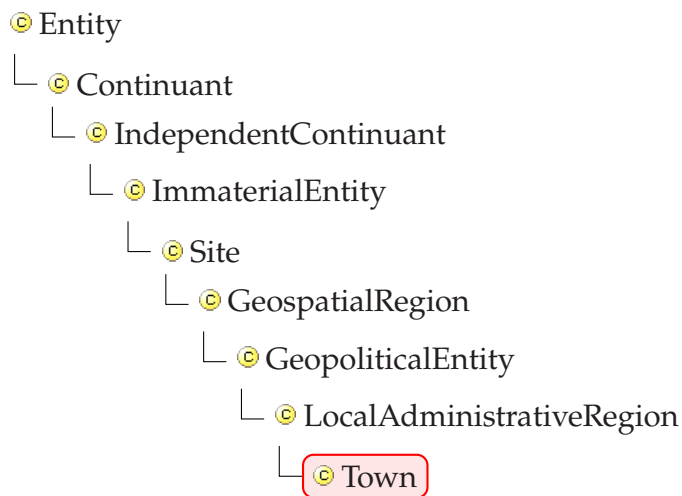 Entity
Continuant
IndependentContinuant
ImmaterialEntity
Site
GeospatialRegion
GeopoliticalEntity
LocalAdministrativeRegion
Town